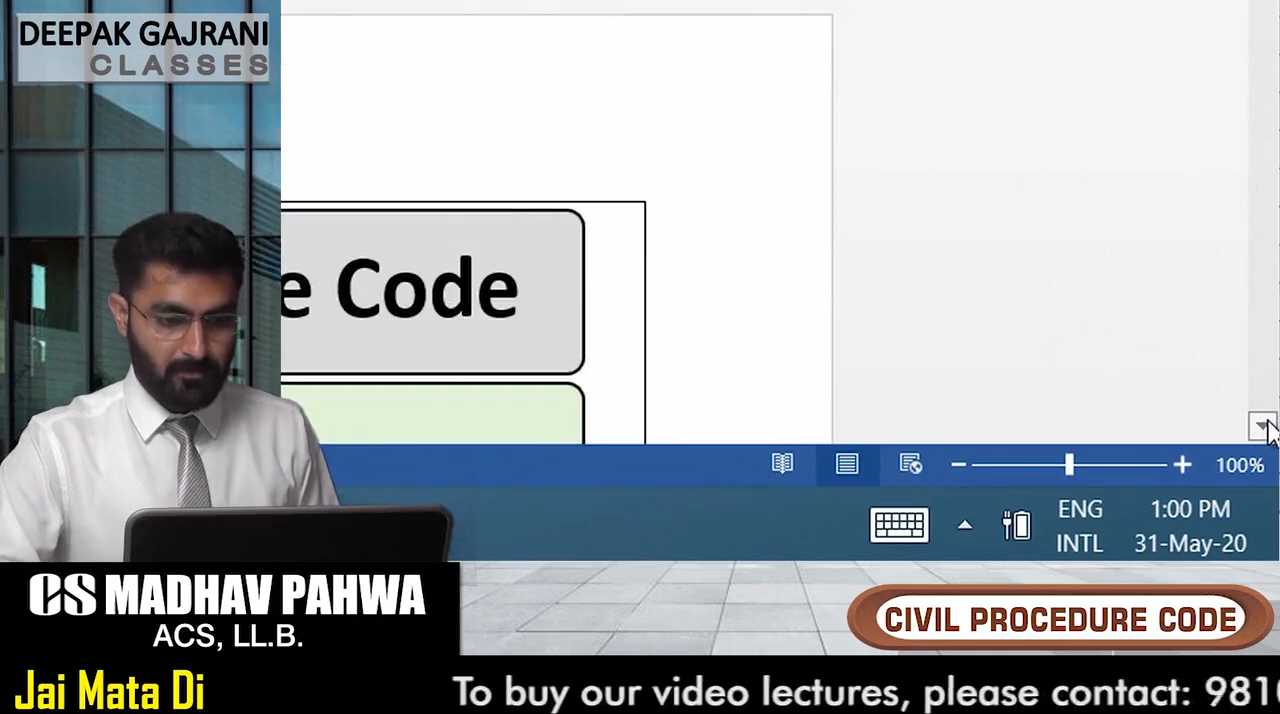 DEEPAK GAJRANI
CLASSES
e Code
100%
ENG
1:00 PM
INTL
31-May-20
CS MADHAV PAHWA
ACS, LL.B.
CIVIL PROCEDURE CODE
Jai Mata Di
To buy our video lectures, please contact: 981